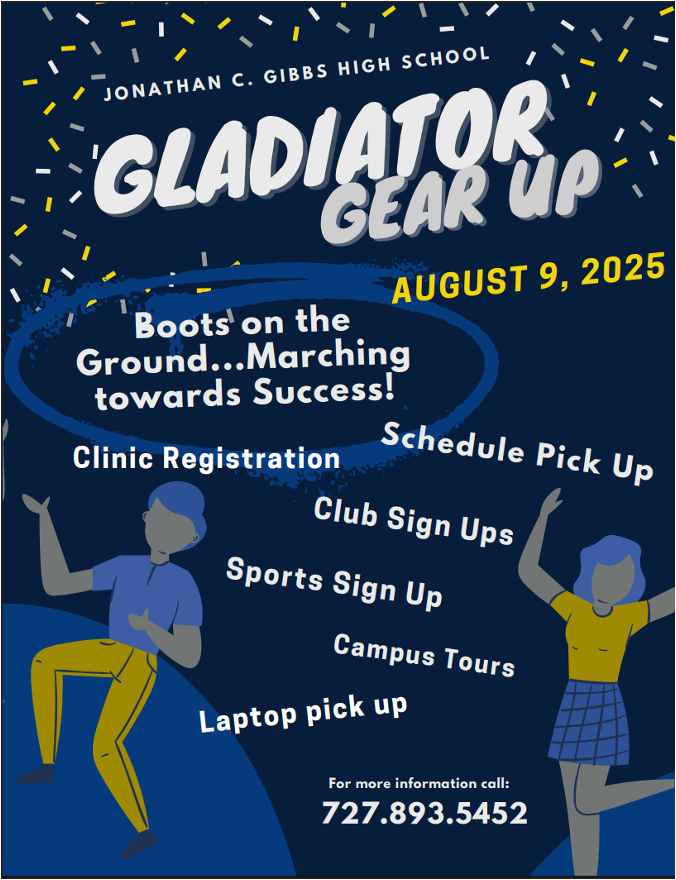 JONATHAN C. GIBBS HIGH SCHOOL
GLADIATOR
GEAR UP
AUGUST 9, 2025
Boots on the
Ground...Marching
towards Success!
Schedule Pick Up
Clinic Registration
Club Sign Ups
Sports Sign Up
Campus Tours
Laptop pick up
For more information call:
727.893.5452